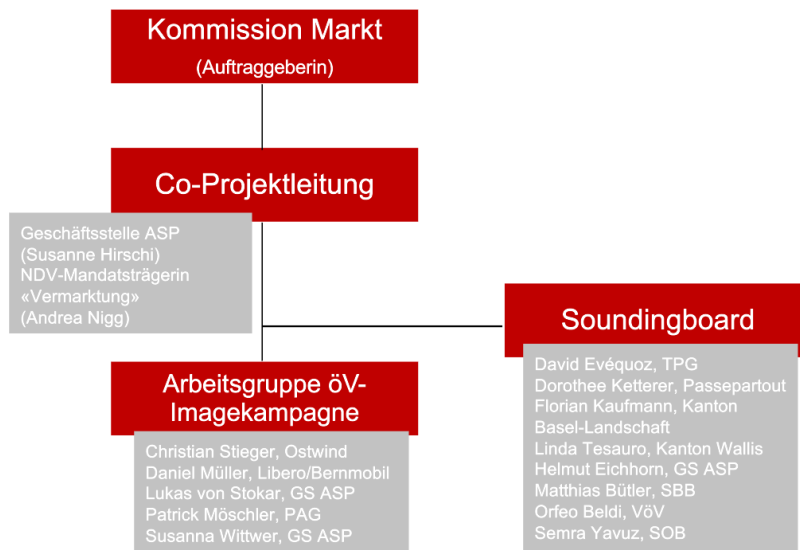 Kommission Markt
(Auftraggeberin)
Co-Projektleitung
Geschäftsstelle ASP
(Susanne Hirschi)
NDV-Mandatsträgerin
«Vermarktung»
(Andrea Nigg)
Soundingboard
David Evéquoz, TPG
Dorothee Ketterer, Passepartout
Florian Kaufmann, Kanton
Basel-Landschaft
Linda Tesauro, Kanton Wallis
Helmut Eichhorn, GS ASP
Matthias Bütler, SBB
Orfeo Beldi, VöV
Semra Yavuz, SOB
Arbeitsgruppe öV-
Imagekampagne
Christian Stieger, Ostwind
Daniel Müller, Libero/Bernmobil
Lukas von Stokar, GS ASP
Patrick Möschler, PAG
Susanna Wittwer, GS ASP